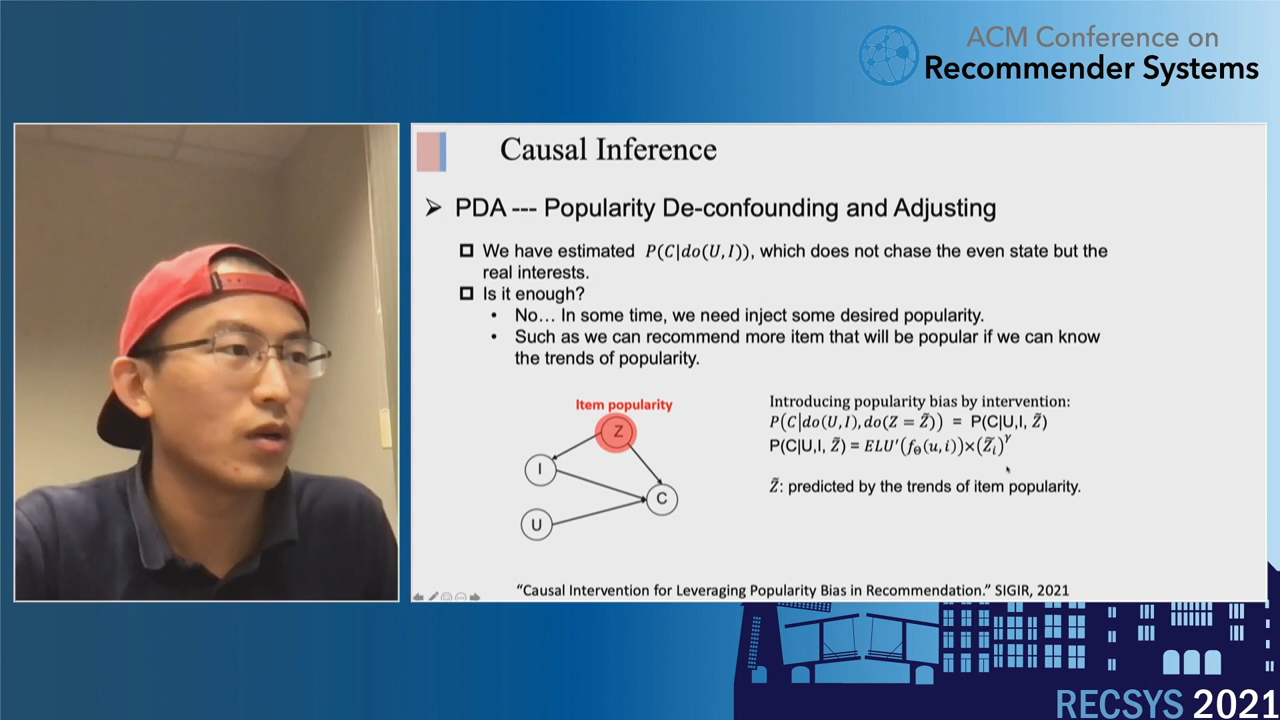 ACM Conference on
Recommender Systems
Causal Inference
➢ PDA --- Popularity De-confounding and Adjusting
We have estimated P(C|do(U,I)), which does not chase the even state but the
real interests.
Is it enough?
• No… In some time, we need inject some desired popularity.
• Such as we can recommend more item that will be popular if we can know
the trends of popularity.
Item popularity
Z
I
C
U
Introducing popularity bias by intervention:
P(C|do(U,I),do(Z = Z̃)) = P(C|U,I, Z̃)
P(C|U,I, Z̃) = ELU′(f_Θ(u,i))×(Z̃_i)^γ
Z̃: predicted by the trends of item popularity.
“Causal Intervention for Leveraging Popularity Bias in Recommendation.” SIGIR, 2021
RECSYS 2021